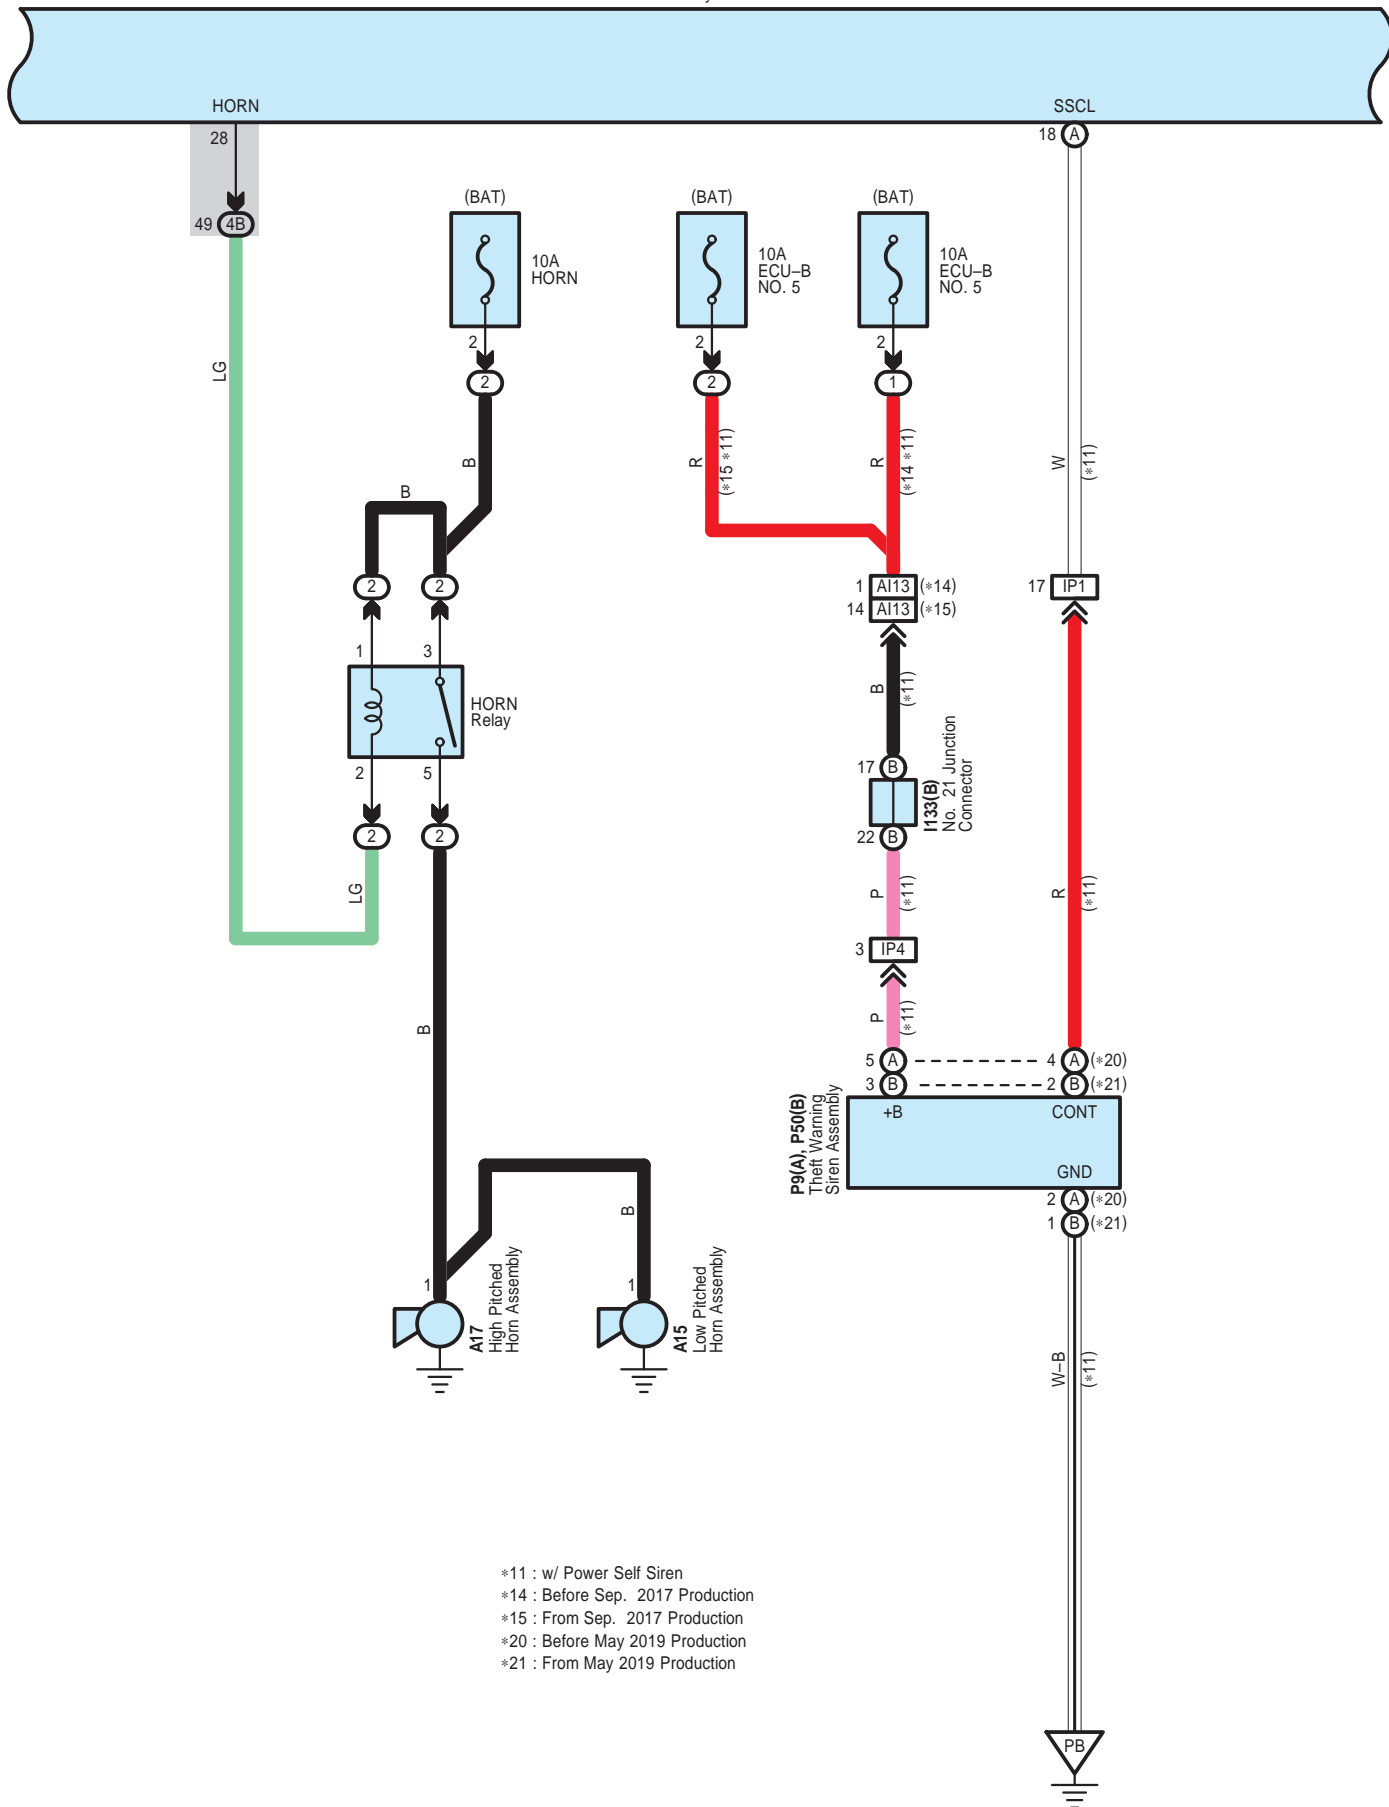 HORN
SSCL
28
18 A
49 4B
(BAT)
(BAT)
(BAT)
10A
HORN
10A
ECU–B
NO. 5
10A
ECU–B
NO. 5
2
2
2
2
2
1
LG
B
R
(*15 *11)
R
(*14 *11)
W
(*11)
B
2
2
1 AI13 (*14)
14 AI13 (*15)
17 IP1
1
3
HORN
Relay
B
(*11)
17 B
I133(B)
No. 21 Junction
Connector
22 B
2
5
2
2
LG
P
(*11)
R
(*11)
3 IP4
B
P
(*11)
5 A
4 A (*20)
3 B
2 B (*21)
+B
CONT
GND
P9(A), P50(B)
Theft Warning
Siren Assembly
2 A (*20)
1 B (*21)
B
1
A17
High Pitched
Horn Assembly
1
A15
Low Pitched
Horn Assembly
W–B
(*11)
*11 : w/ Power Self Siren
*14 : Before Sep. 2017 Production
*15 : From Sep. 2017 Production
*20 : Before May 2019 Production
*21 : From May 2019 Production
PB